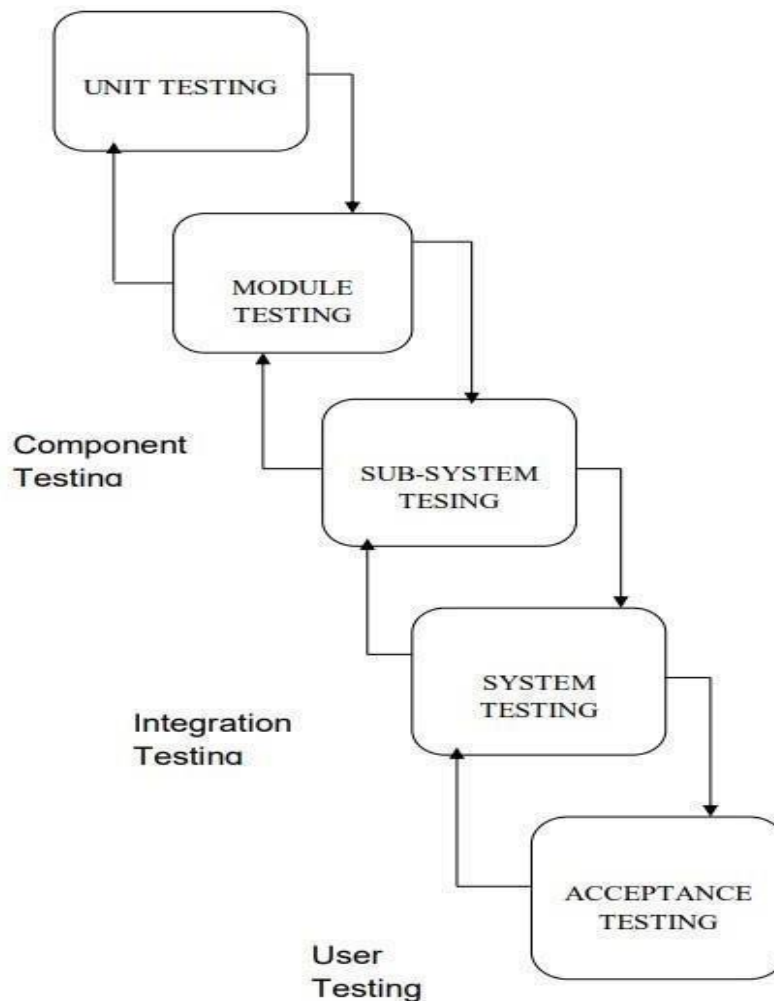 UNIT TESTING
MODULE
TESTING
Component
Testing
SUB-SYSTEM
TESING
SYSTEM
TESTING
Integration
Testing
ACCEPTANCE
TESTING
User
Testing